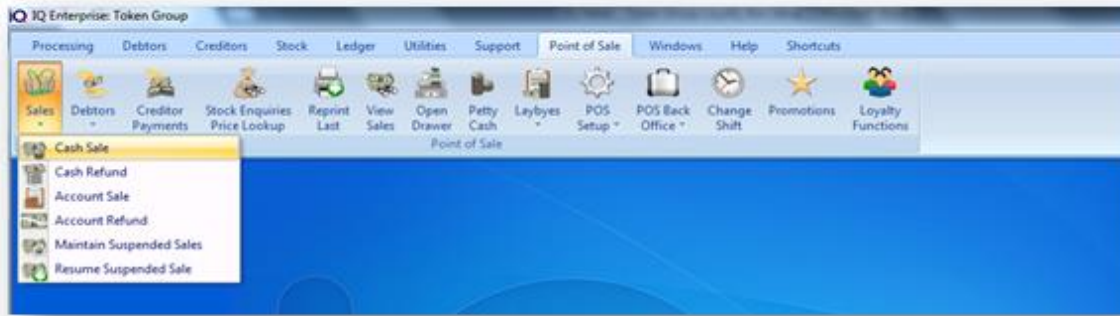 IQ IQ Enterprise: Token Group
Processing Debtors Creditors Stock Ledger Utilities Support Point of Sale Windows Help Shortcuts
Sales Debtors Creditor Payments Stock Enquiries Price Lookup Reprint Last View Sales Open Drawer Petty Cash Laybyes POS Setup POS Back Office Change Shift Promotions Loyalty Functions
Point of Sale
Cash Sale
Cash Refund
Account Sale
Account Refund
Maintain Suspended Sales
Resume Suspended Sale